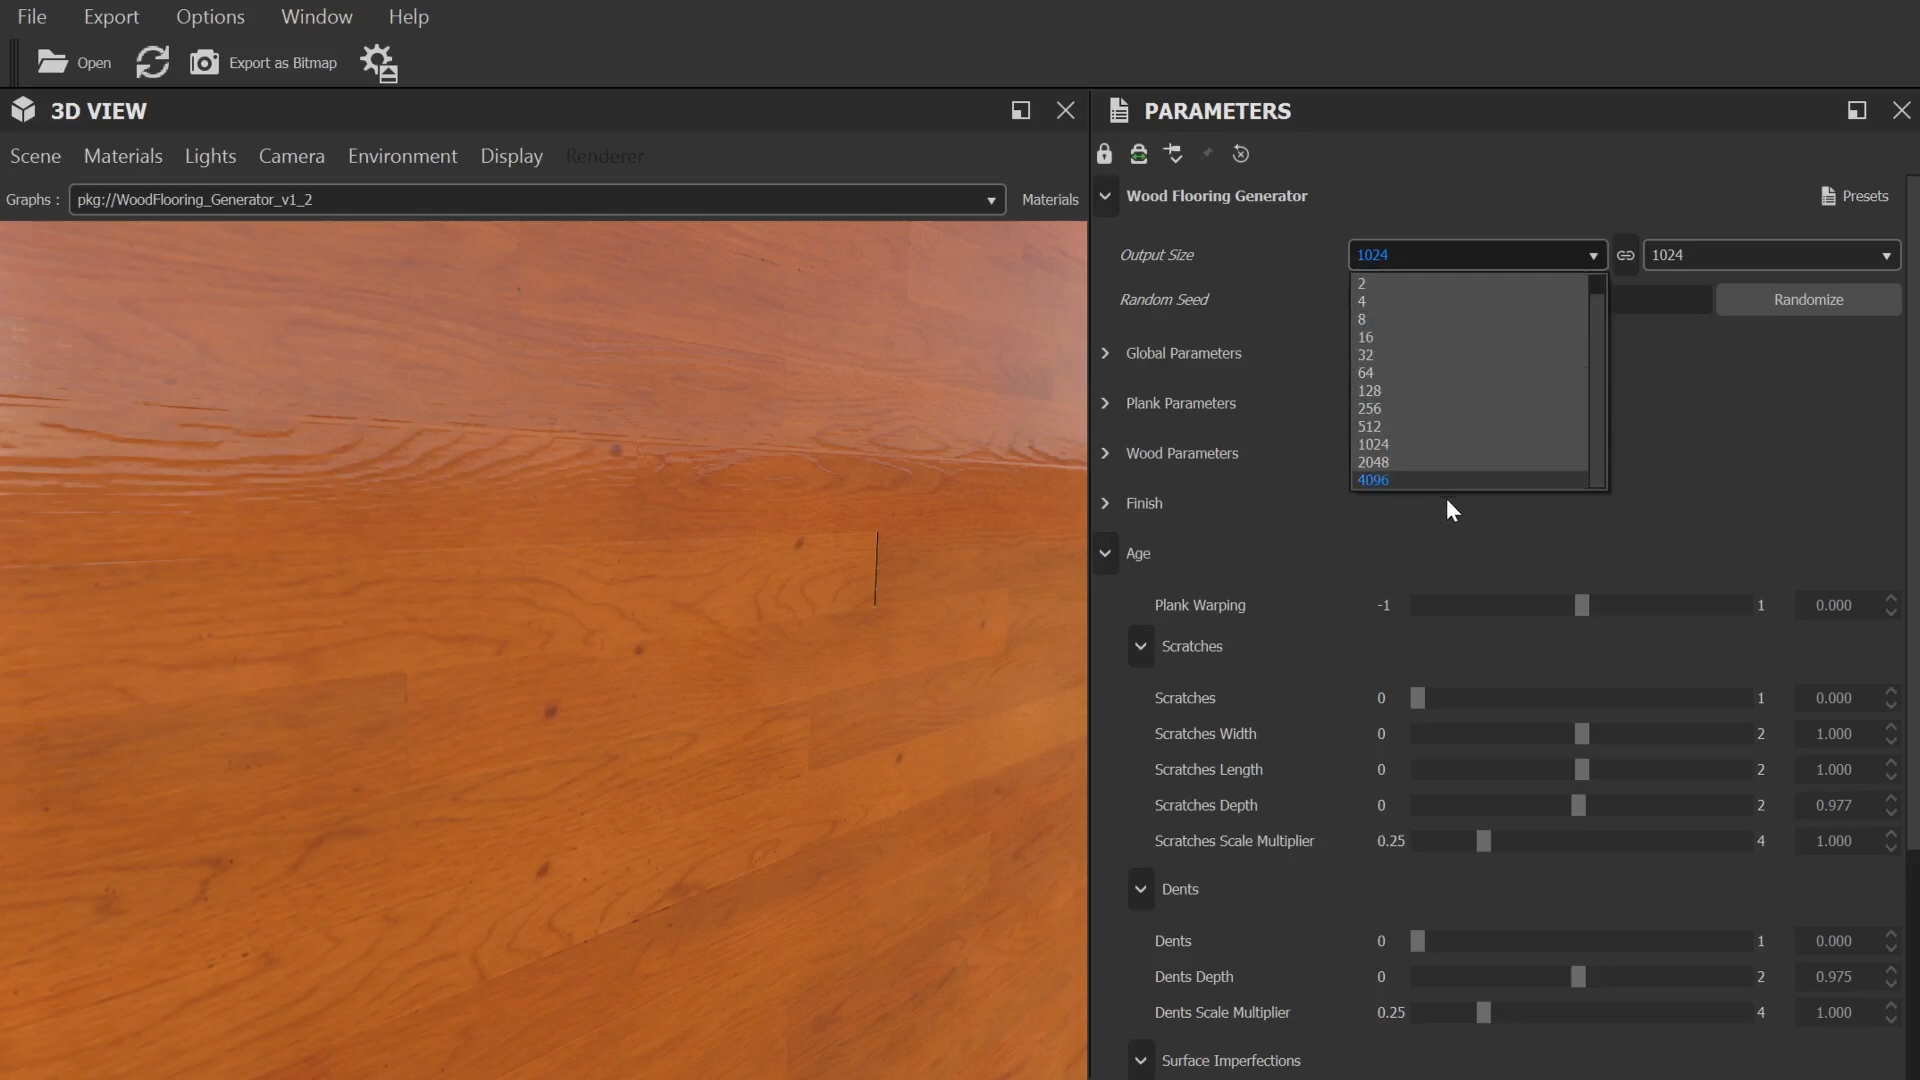 File Export Options Window Help
Open Export as Bitmap
3D VIEW
Scene Materials Lights Camera Environment Display Renderer
Graphs : pkg://WoodFlooring_Generator_v1_2 Materials
PARAMETERS
Wood Flooring Generator Presets
Output Size 1024 1024
2
4
8
16
32
64
128
256
512
1024
2048
4096
Random Seed Randomize
Global Parameters
Plank Parameters
Wood Parameters
Finish
Age
Plank Warping -1 1 0.000
Scratches
Scratches 0 1 0.000
Scratches Width 0 2 1.000
Scratches Length 0 2 1.000
Scratches Depth 0 2 0.977
Scratches Scale Multiplier 0.25 4 1.000
Dents
Dents 0 1 0.000
Dents Depth 0 2 0.975
Dents Scale Multiplier 0.25 4 1.000
Surface Imperfections